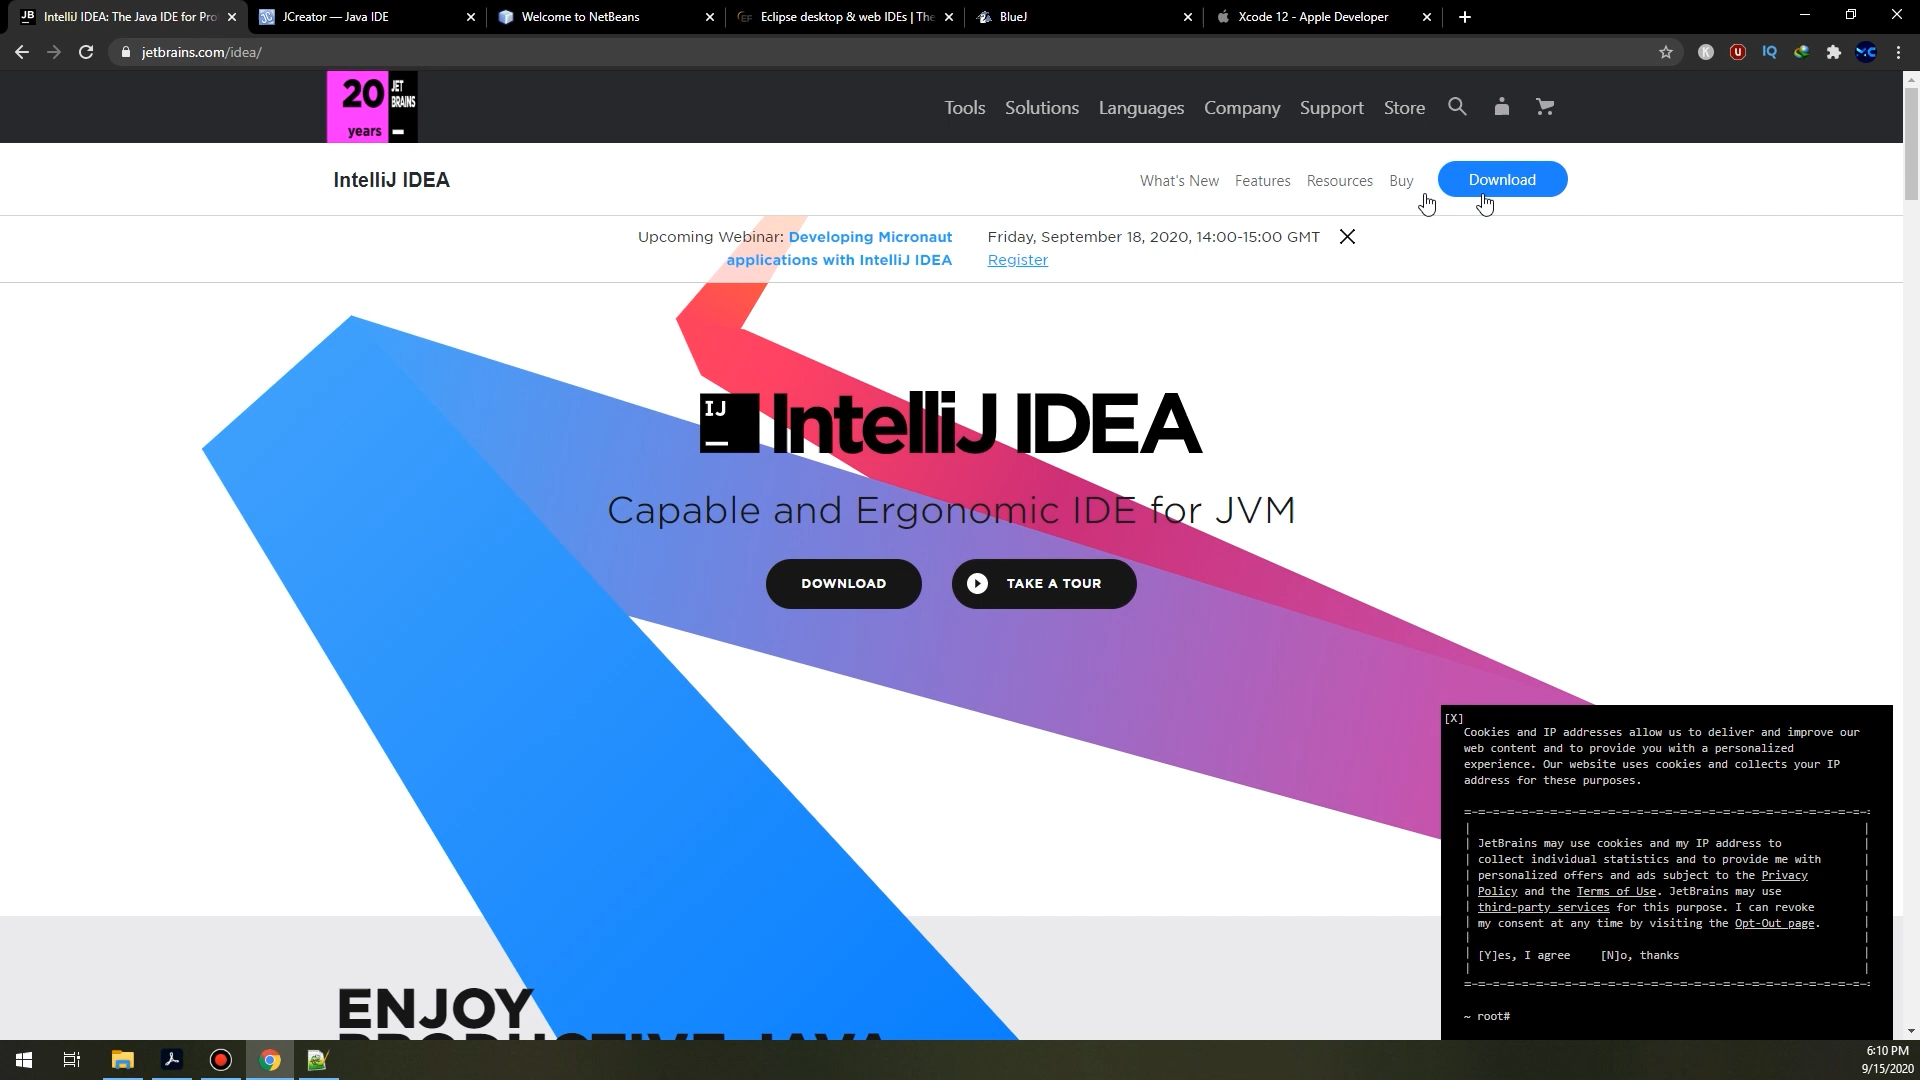 IntelliJ IDEA: The Java IDE for Pro
JCreator — Java IDE
Welcome to NetBeans
Eclipse desktop & web IDEs | The
BlueJ
Xcode 12 - Apple Developer
jetbrains.com/idea/
20
years
JET
BRAINS
Tools Solutions Languages Company Support Store
IntelliJ IDEA
What's New Features Resources Buy Download
Upcoming Webinar: Developing Micronaut
applications with IntelliJ IDEA
Friday, September 18, 2020, 14:00-15:00 GMT
Register
IJ
IntelliJ IDEA
Capable and Ergonomic IDE for JVM
DOWNLOAD
TAKE A TOUR
[X]
Cookies and IP addresses allow us to deliver and improve our
web content and to provide you with a personalized
experience. Our website uses cookies and collects your IP
address for these purposes.
JetBrains may use cookies and my IP address to
collect individual statistics and to provide me with
personalized offers and ads subject to the Privacy
Policy and the Terms of Use. JetBrains may use
third-party services for this purpose. I can revoke
my consent at any time by visiting the Opt-Out page.
[Y]es, I agree [N]o, thanks
~ root#
ENJOY
PRODUCTIVE JAVA
6:10 PM
9/15/2020